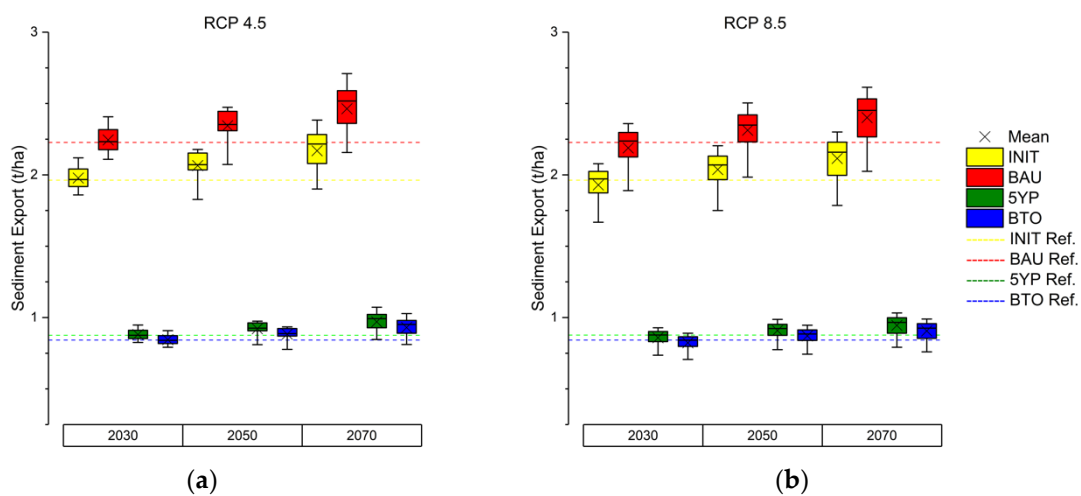 RCP 4.5
3
2
1
Sediment Export (t/ha)
2030 2050 2070
(a)
RCP 8.5
3
2
1
Sediment Export (t/ha)
2030 2050 2070
(b)
Mean
INIT
BAU
5YP
BTO
INIT Ref.
BAU Ref.
5YP Ref.
BTO Ref.